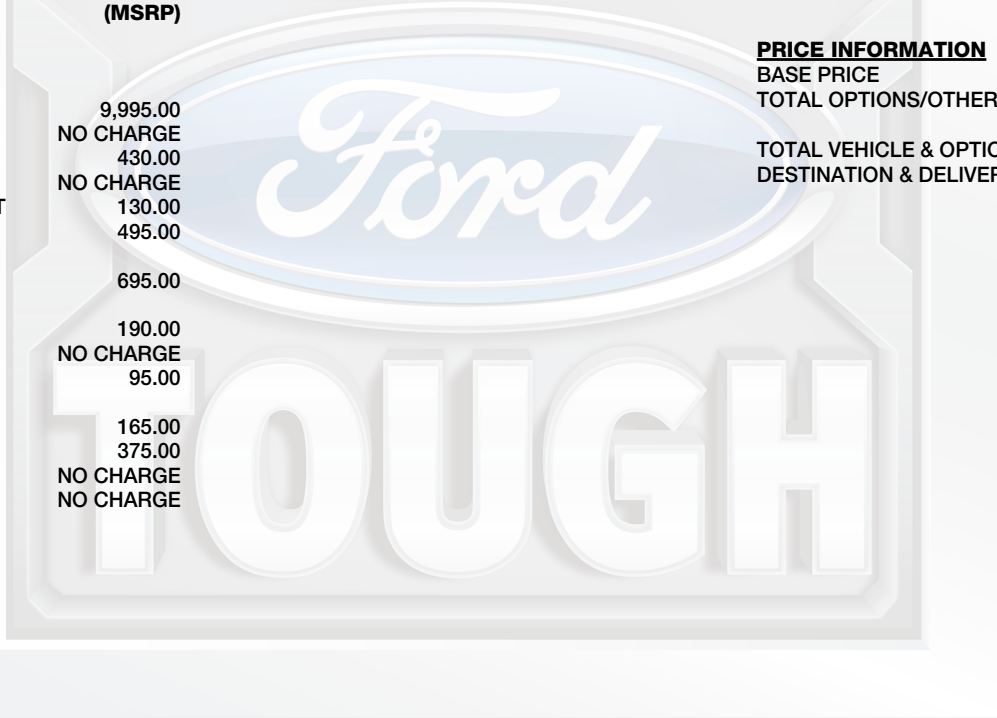 (MSRP)
9,995.00
NO CHARGE
430.00
NO CHARGE
T 130.00
495.00
695.00
190.00
NO CHARGE
95.00
165.00
375.00
NO CHARGE
NO CHARGE
PRICE INFORMATION
BASE PRICE
TOTAL OPTIONS/OTHER
TOTAL VEHICLE & OPTIO
DESTINATION & DELIVER
Ford
TOUGH